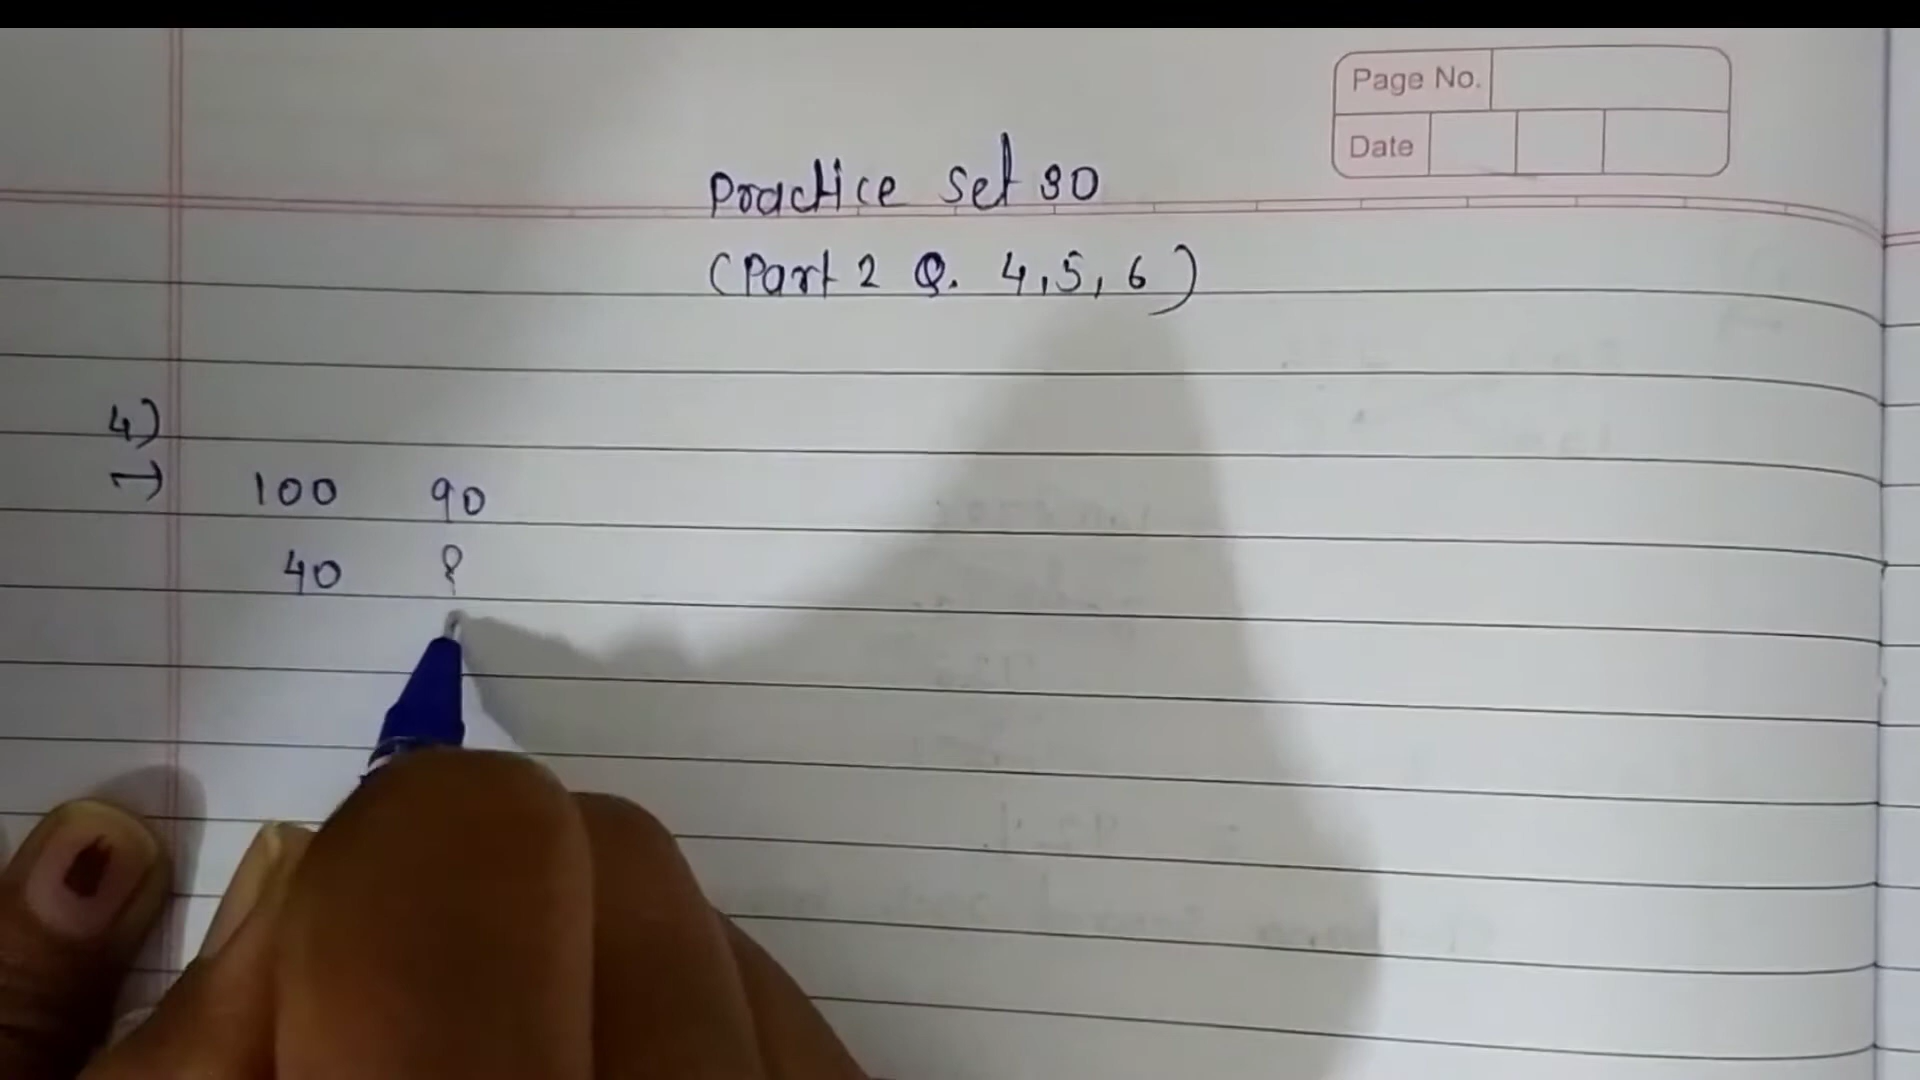 Page No.
Date
Practice Set 30
(Part 2 Q. 4,5,6)
4)
→ 100 90
40 ?